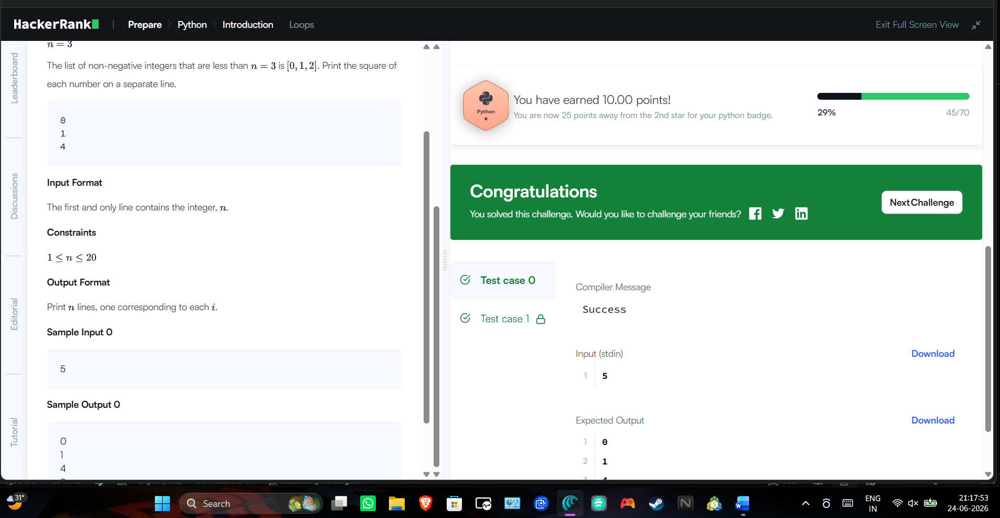 HackerRank
Prepare
Python
Introduction
Loops
Exit Full Screen View
Leaderboard
Discussions
Editorial
Tutorial
n = 3
The list of non-negative integers that are less than n = 3 is [0, 1, 2]. Print the square of
each number on a separate line.
0
1
4
Input Format
The first and only line contains the integer, n.
Constraints
1 ≤ n ≤ 20
Output Format
Print n lines, one corresponding to each i.
Sample Input 0
5
Sample Output 0
0
1
4
Python
You have earned 10.00 points!
You are now 25 points away from the 2nd star for your python badge.
29%
45/70
Congratulations
You solved this challenge. Would you like to challenge your friends?
Next Challenge
Test case 0
Test case 1
Compiler Message
Success
Input (stdin)
Download
1
5
Expected Output
Download
1
0
2
1
31°
Search
ENG
IN
21:17:53
24-06-2026